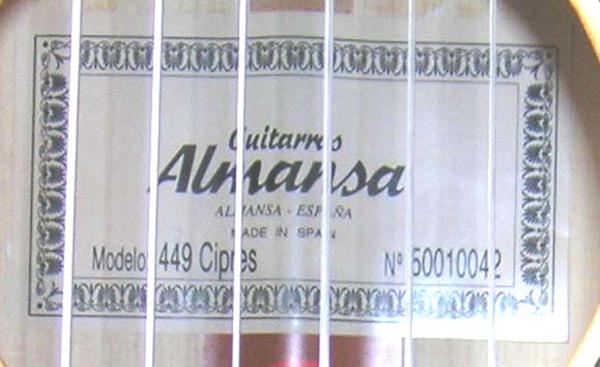 Guitarras
Almansa
ALMANSA - ESPAÑA
MADE IN SPAIN
Modelo: 449 Cipres Nº 50010042